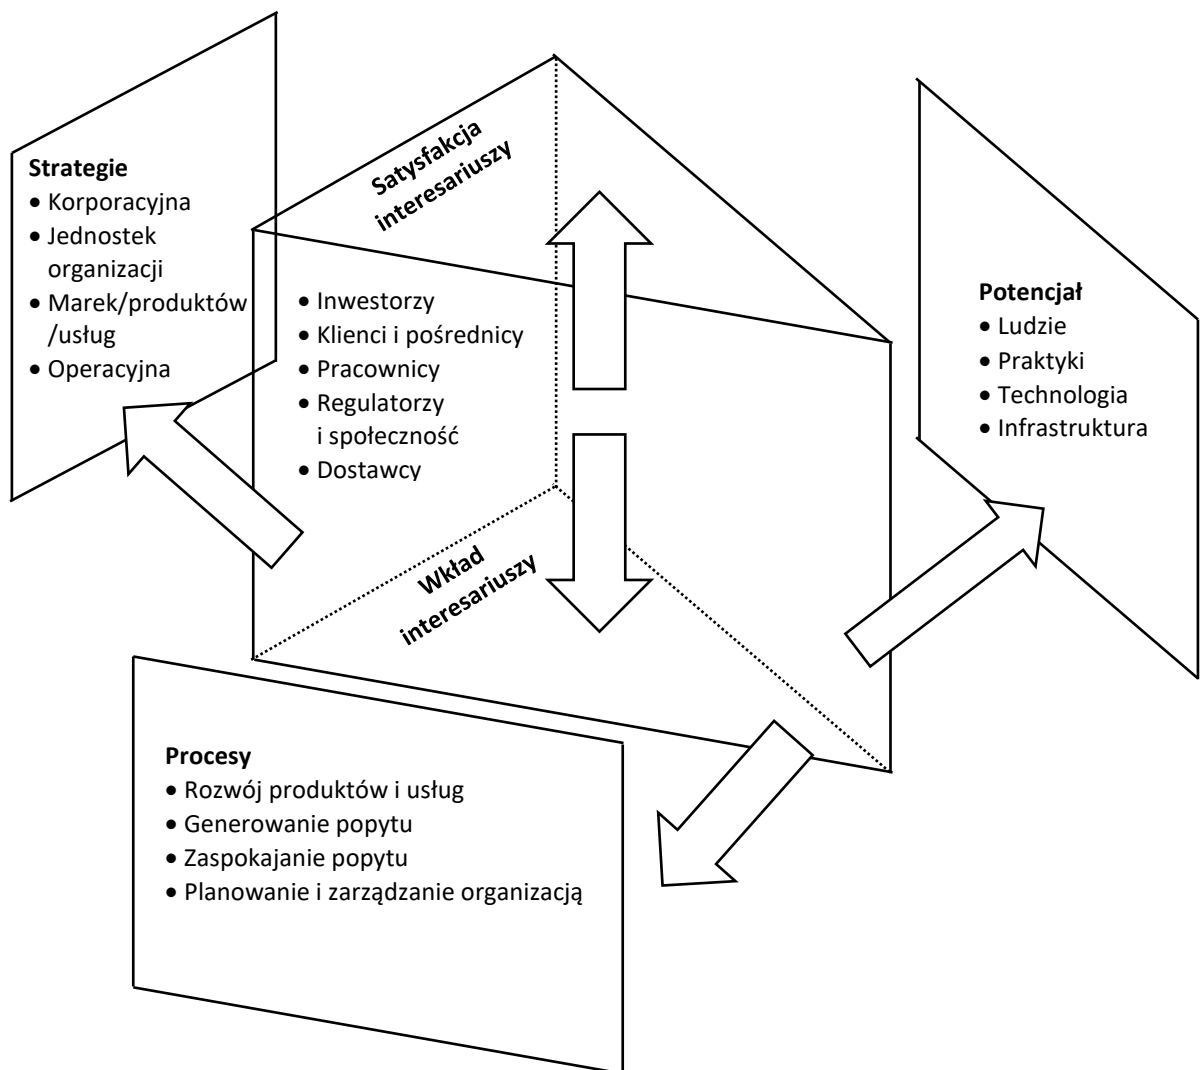 Satysfakcja
interesariuszy
Strategie
• Korporacyjna
• Jednostek
organizacji
• Marek/produktów
/usług
• Operacyjna
• Inwestorzy
• Klienci i pośrednicy
• Pracownicy
• Regulatorzy
i społeczność
• Dostawcy
Potencjał
• Ludzie
• Praktyki
• Technologia
• Infrastruktura
Wkład
interesariuszy
Procesy
• Rozwój produktów i usług
• Generowanie popytu
• Zaspokajanie popytu
• Planowanie i zarządzanie organizacją